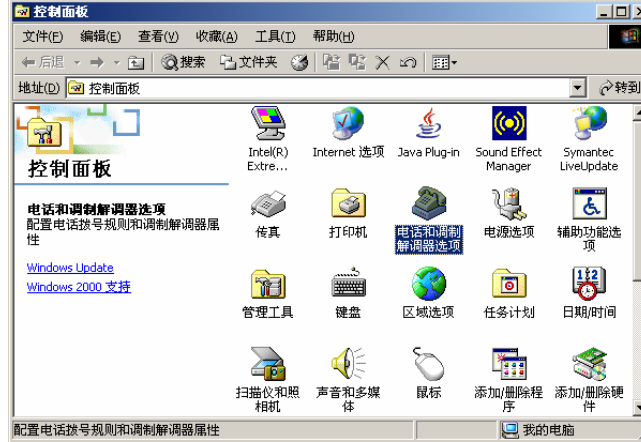 控制面板
文件(F) 编辑(E) 查看(V) 收藏(A) 工具(T) 帮助(H)
后退 搜索 文件夹
地址(D) 控制面板 转到
控制面板
电话和调制解调器选项
配置电话拨号规则和调制解调器属
性
Windows Update
Windows 2000 支持
Intel(R) Internet 选项 Java Plug-in Sound Effect Symantec
Extre... Manager LiveUpdate
传真 打印机 电话和调制 电源选项 辅助功能选
解调器选项 项
管理工具 键盘 区域选项 任务计划 日期/时间
扫描仪和照 声音和多媒 鼠标 添加/删除程 添加/删除硬
相机 体 序 件
配置电话拨号规则和调制解调器属性 我的电脑